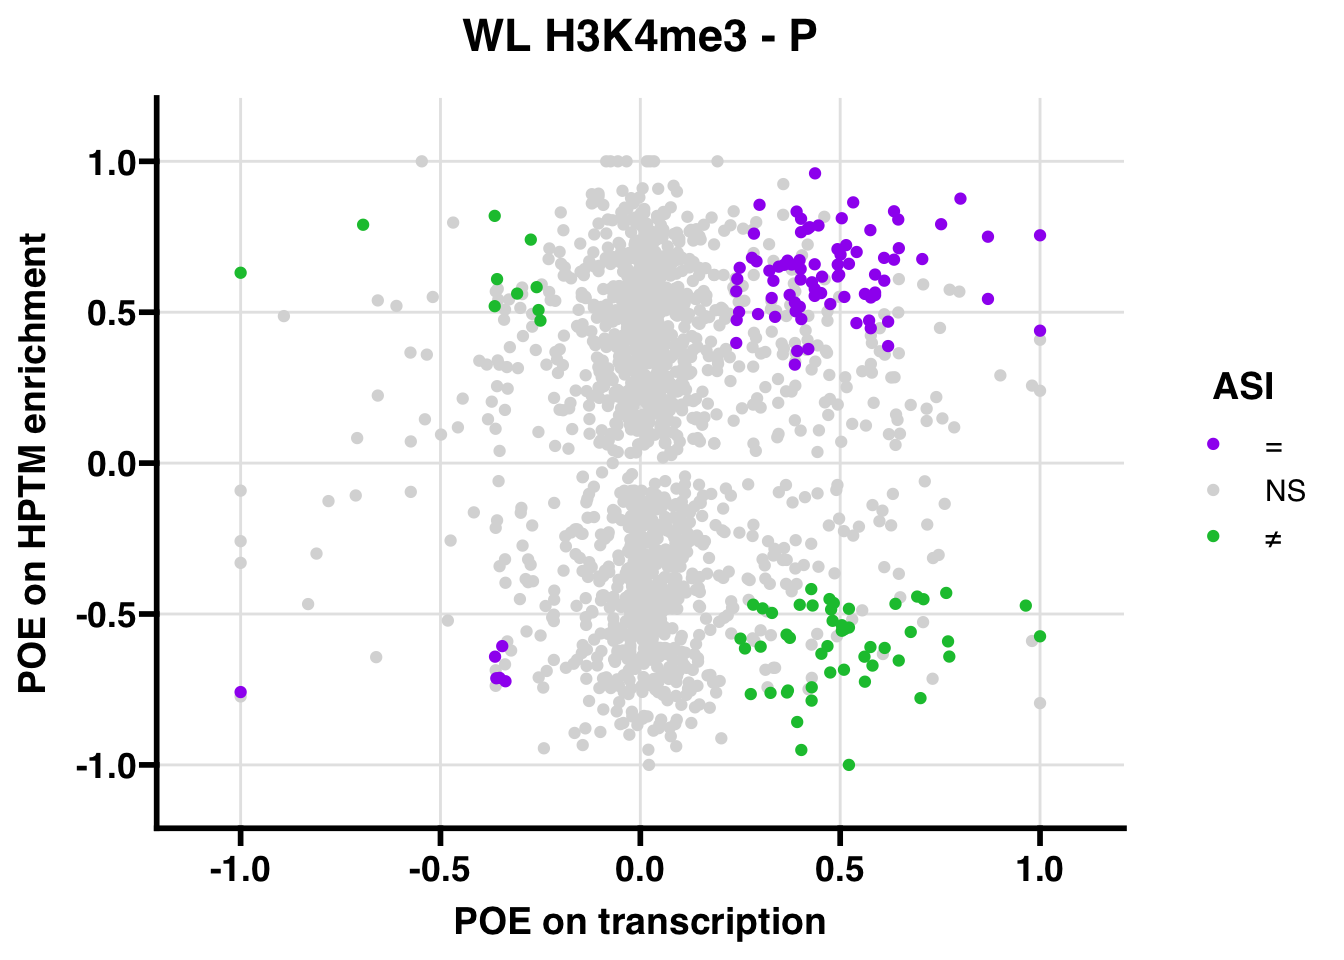 WL H3K4me3 - P
POE on HPTM enrichment
1.0
0.5
0.0
-0.5
-1.0
-1.0 -0.5 0.0 0.5 1.0
POE on transcription
ASI
=
NS
≠